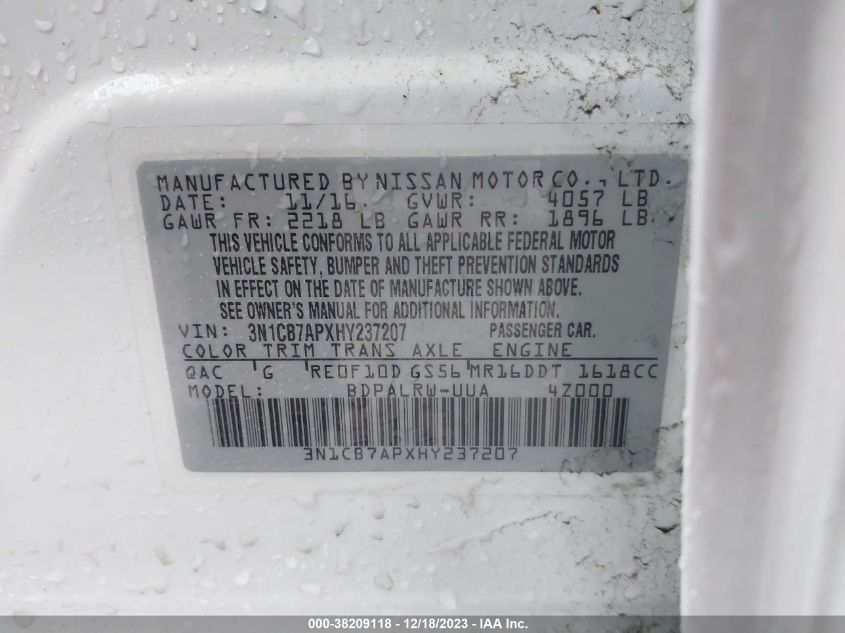 MANUFACTURED BY NISSAN MOTOR CO., LTD.
DATE: 11/16 GVWR: 4057 LB
GAWR FR: 2218 LB GAWR RR: 1896 LB
THIS VEHICLE CONFORMS TO ALL APPLICABLE FEDERAL MOTOR
VEHICLE SAFETY, BUMPER AND THEFT PREVENTION STANDARDS
IN EFFECT ON THE DATE OF MANUFACTURE SHOWN ABOVE.
SEE OWNER'S MANUAL FOR ADDITIONAL INFORMATION.
VIN: 3N1CB7APXHY237207 PASSENGER CAR.
COLOR TRIM TRANS AXLE ENGINE
QAC G RE0F10D GS56 MR16DDT 1618CC
MODEL: BDPALRW-UUA 4Z000
3N1CB7APXHY237207
000-38209118 - 12/18/2023 - IAA Inc.